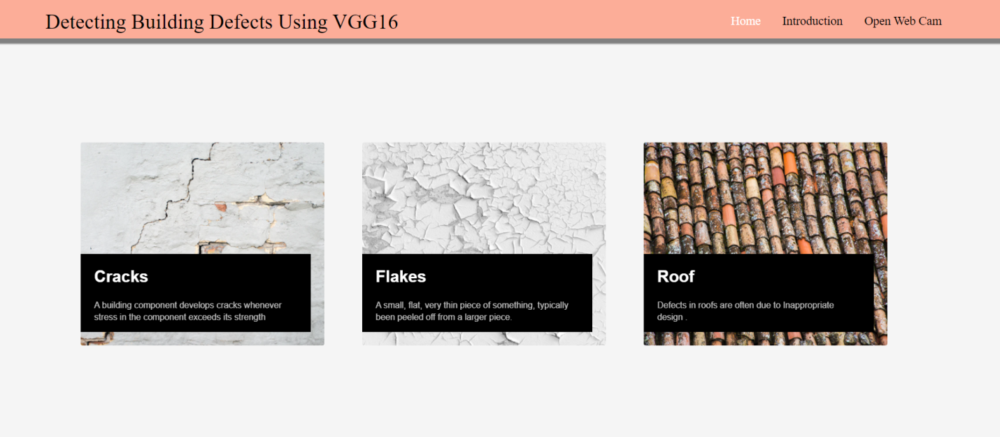 Detecting Building Defects Using VGG16
Home Introduction Open Web Cam
Cracks
A building component develops cracks whenever
stress in the component exceeds its strength
Flakes
A small, flat, very thin piece of something, typically
been peeled off from a larger piece.
Roof
Defects in roofs are often due to Inappropriate
design .